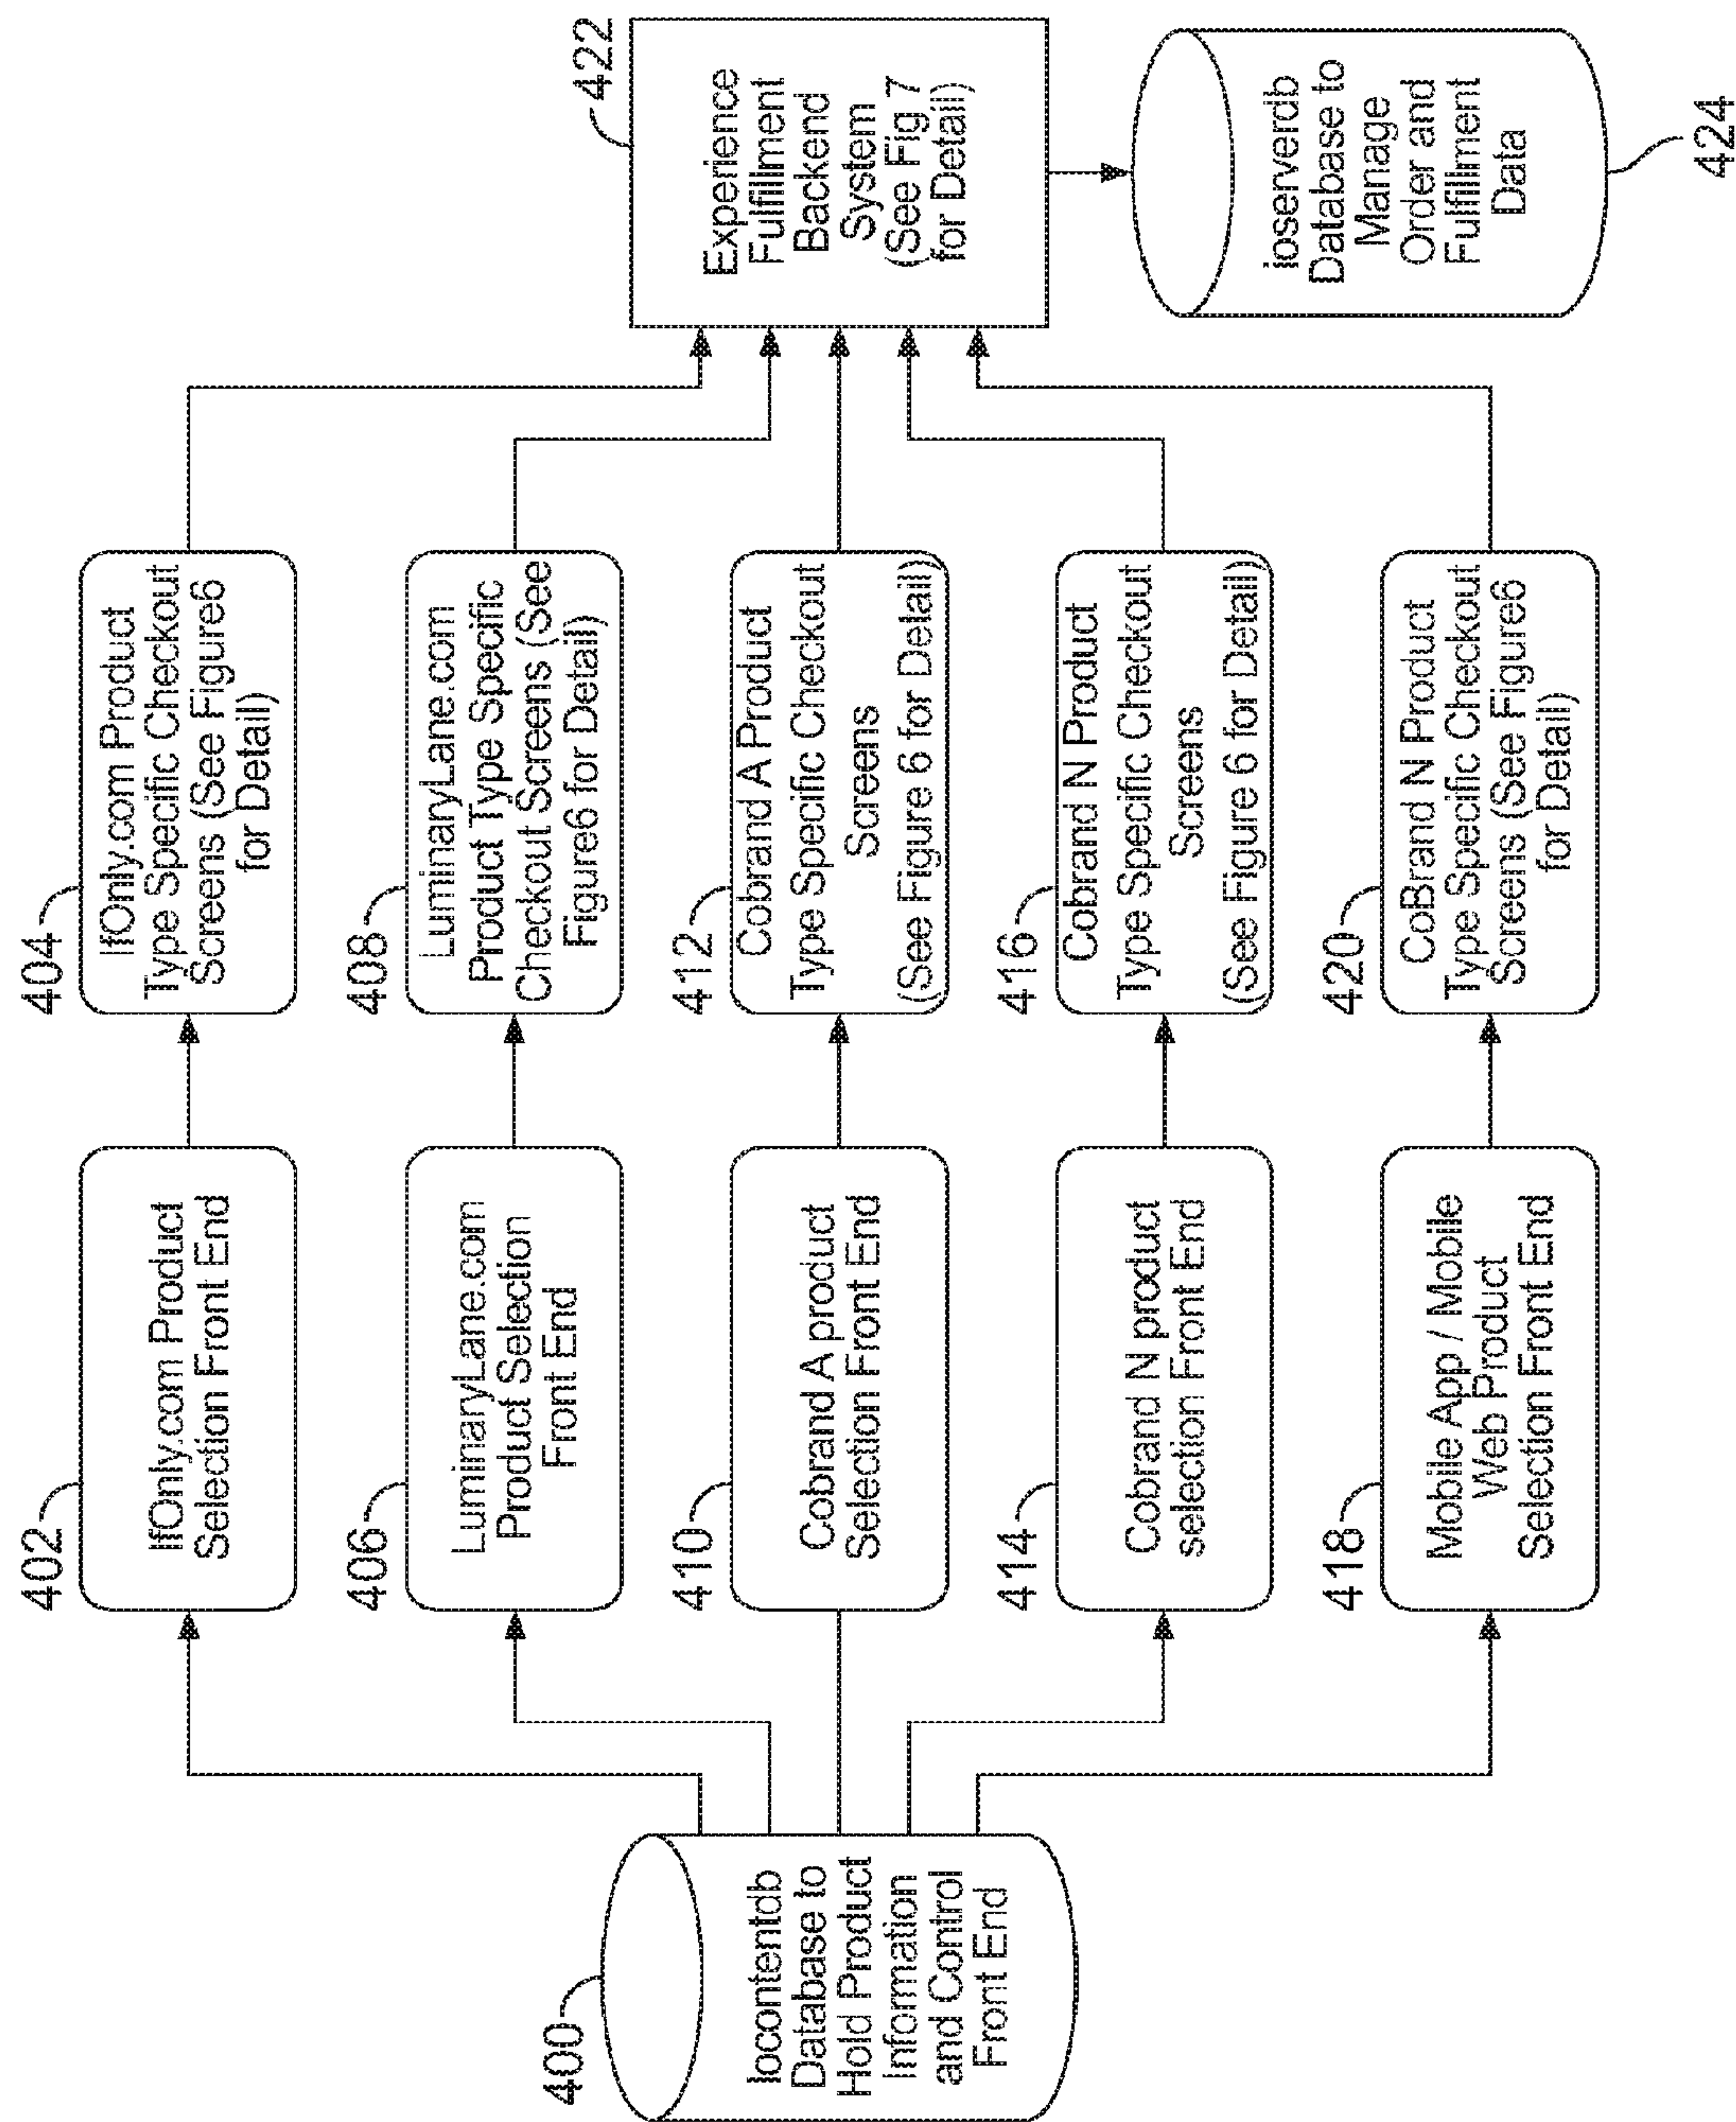 400
Iocontentdb
Database to
Hold Product
Information
and Control
Front End
402
IfOnly.com Product
Selection Front End
404
IfOnly.com Product
Type Specific Checkout
Screens (See Figure6
for Detail)
406
LuminaryLane.com
Product Selection
Front End
408
LuminaryLane.com
Product Type Specific
Checkout Screens (See
Figure6 for Detail)
410
Cobrand A product
Selection Front End
412
Cobrand A Product
Type Specific Checkout
Screens
(See Figure 6 for Detail)
414
Cobrand N product
selection Front End
416
Cobrand N Product
Type Specific Checkout
Screens
(See Figure 6 for Detail)
418
Mobile App / Mobile
Web Product
Selection Front End
420
CoBrand N Product
Type Specific Checkout
Screens (See Figure6
for Detail)
422
Experience
Fulfillment
Backend
System
(See Fig 7
for Detail)
ioserverdb
Database to
Manage
Order and
Fulfillment
Data
424